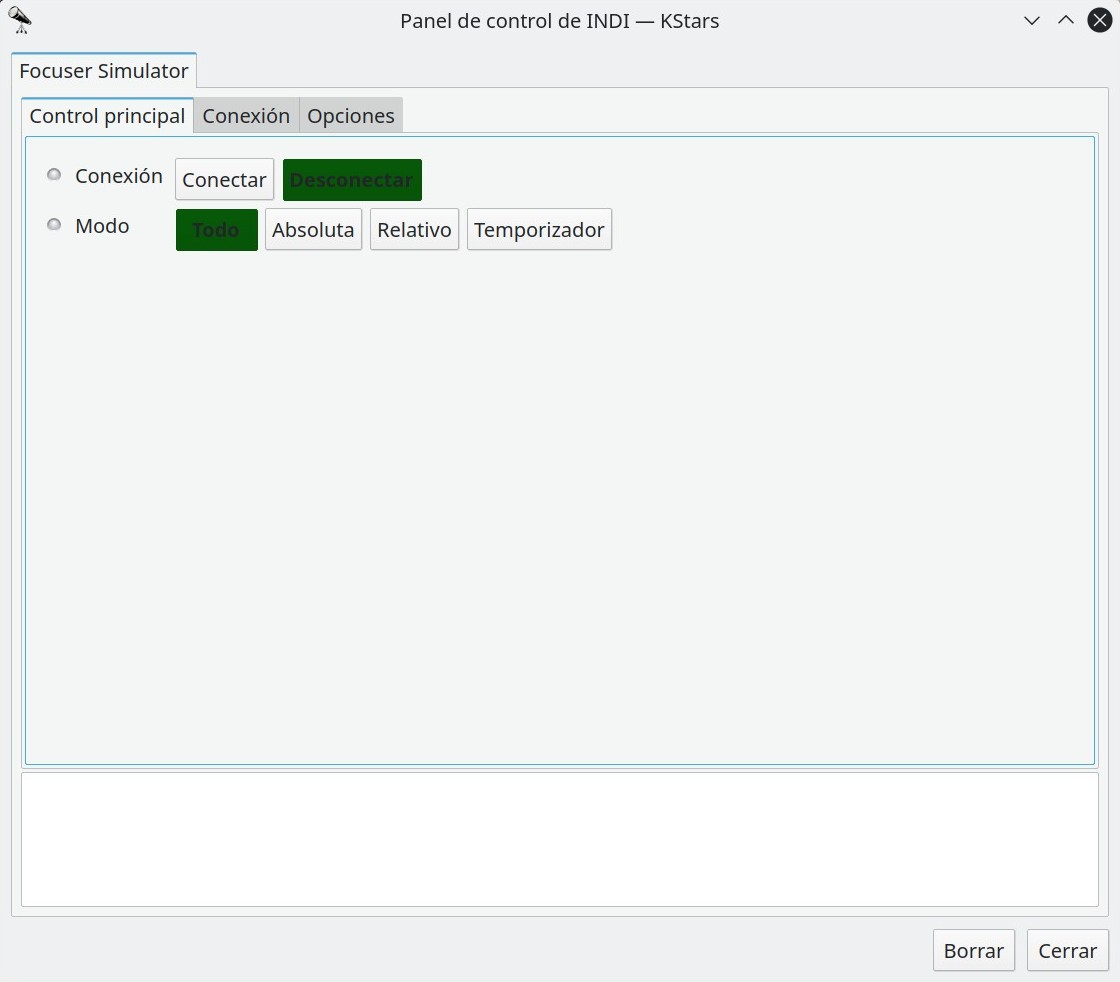 Panel de control de INDI — KStars
Focuser Simulator
Control principal Conexión Opciones
Conexión Conectar Desconectar
Modo Todo Absoluta Relativo Temporizador
Borrar Cerrar